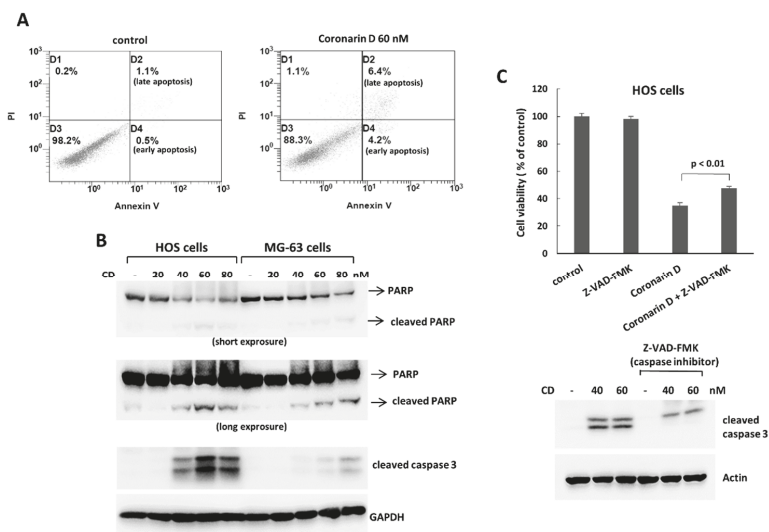 A
control
Coronarin D 60 nM
D1
0.2%
D2
1.1%
(late apoptosis)
D3
98.2%
D4
0.5%
(early apoptosis)
D1
1.1%
D2
6.4%
(late apoptosis)
D3
88.3%
D4
4.2%
(early apoptosis)
PI
10³
10²
10¹
10⁰
10⁰ 10¹ 10² 10³
Annexin V
PI
10³
10²
10¹
10⁰
10⁰ 10¹ 10² 10³
Annexin V
B
HOS cells MG-63 cells
CD - 20 40 60 80 - 20 40 60 80 nM
PARP
cleaved PARP
(short exposure)
PARP
cleaved PARP
(long exposure)
cleaved caspase 3
GAPDH
C
HOS cells
Cell viability ( % of control)
120
100
80
60
40
20
0
p < 0.01
control
Z-VAD-FMK
Coronarin D
Coronarin D + Z-VAD-FMK
Z-VAD-FMK
(caspase inhibitor)
CD - 40 60 - 40 60 nM
cleaved
caspase 3
Actin